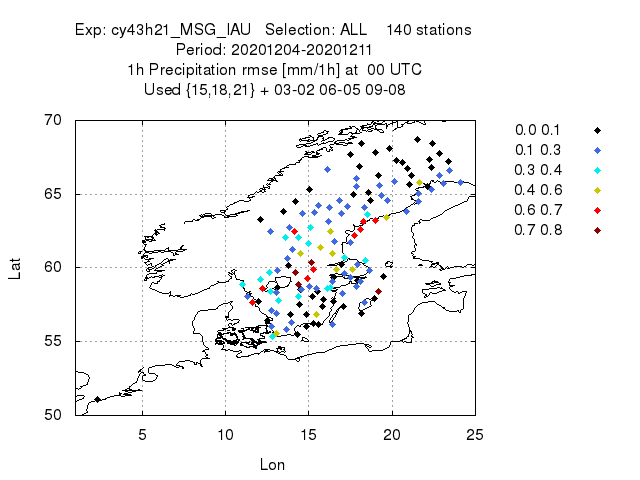 Exp: cy43h21_MSG_IAU Selection: ALL 140 stations
Period: 20201204-20201211
1h Precipitation rmse [mm/1h] at 00 UTC
Used {15,18,21} + 03-02 06-05 09-08
70
65
60
55
50
Lat
5 10 15 20 25
Lon
0.0 0.1
0.1 0.3
0.3 0.4
0.4 0.6
0.6 0.7
0.7 0.8